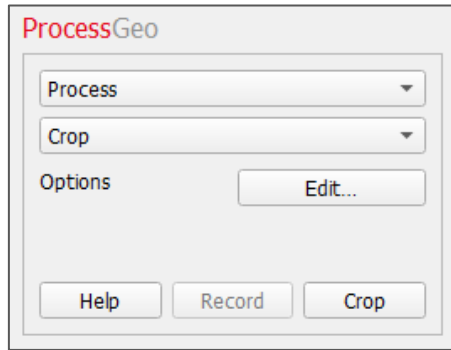 ProcessGeo
Process
Crop
Options Edit...
Help Record Crop